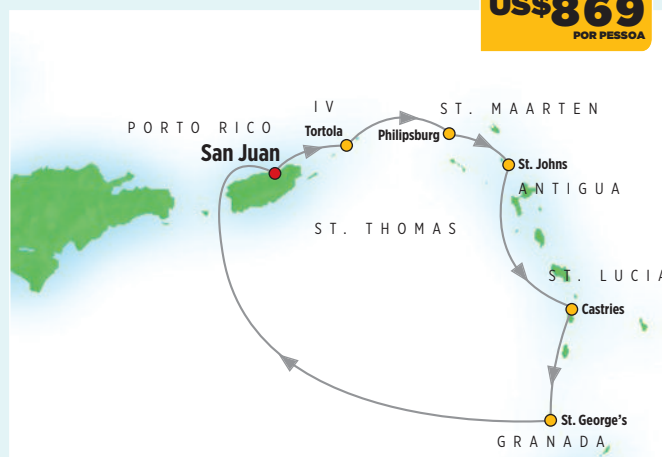 US$869
POR PESSOA
IV
ST. MAARTEN
PORTO RICO
Tortola
Philipsburg
San Juan
St. Johns
ANTIGUA
ST. THOMAS
ST. LUCIA
Castries
St. George's
GRANADA